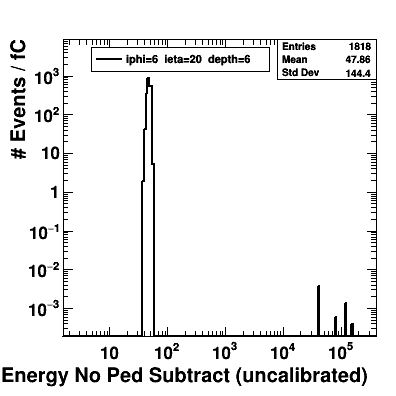 iphi=6 ieta=20 depth=6
Entries 1818
Mean 47.86
Std Dev 144.4
# Events / fC
10³
10²
10
1
10⁻¹
10⁻²
10⁻³
10 10² 10³ 10⁴ 10⁵
Energy No Ped Subtract (uncalibrated)